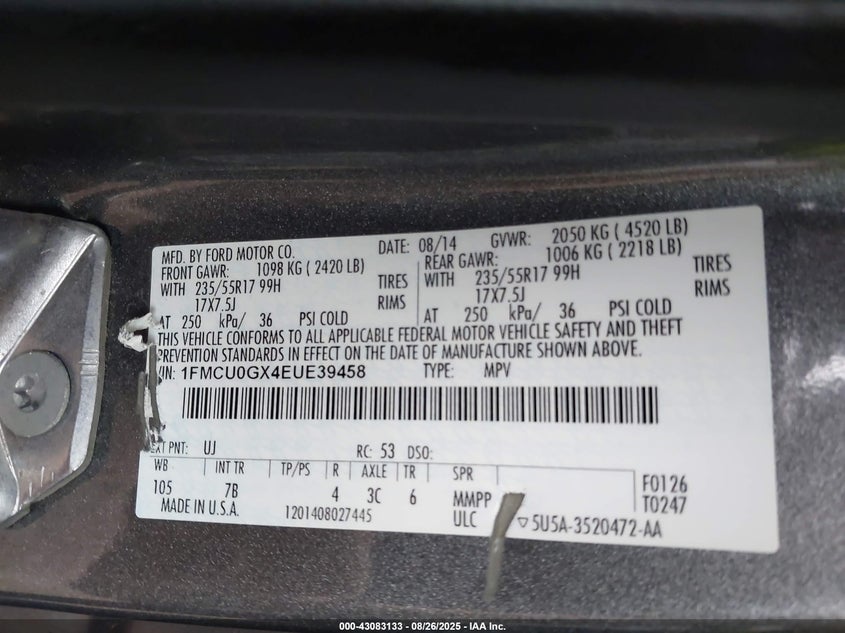 MFD. BY FORD MOTOR CO. DATE: 08/14 GVWR: 2050 KG ( 4520 LB)
FRONT GAWR: 1098 KG ( 2420 LB) REAR GAWR: 1006 KG ( 2218 LB)
WITH 235/55R17 99H TIRES 235/55R17 99H TIRES
17X7.5J RIMS WITH 17X7.5J RIMS
AT 250 kPa/ 36 PSI COLD AT 250 kPa/ 36 PSI COLD
THIS VEHICLE CONFORMS TO ALL APPLICABLE FEDERAL MOTOR VEHICLE SAFETY AND THEFT
PREVENTION STANDARDS IN EFFECT ON THE DATE OF MANUFACTURE SHOWN ABOVE.
VIN: 1FMCU0GX4EUE39458 TYPE: MPV
EXT PNT: UJ RC: 53 DSO:
WB INT TR TP/PS R AXLE TR SPR F0126
105 7B 4 3C 6 MMPP T0247
MADE IN U.S.A. 1201408027445 ULC ▽5U5A-3520472-AA
000-43083133 - 08/26/2025 - IAA Inc.